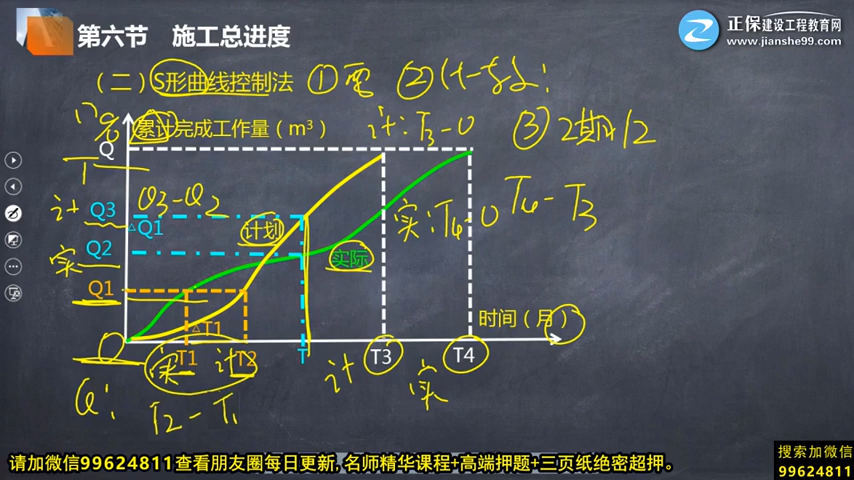 第六节 施工总进度
正保建设工程教育网
www.jianshe99.com
（二）S形曲线控制法 ① ② :
累计完成工作量（m³） 计:T3-0 ③ 2期/2
Q
T
计 Q3 Q3-Q2
△Q1
计划
实:T4-0 T4-T3
实 Q2
实际
Q1
时间（月）
△T1
0
T1 T2 T T3 T4
实 计 计 实
Q:
T2-T1
请加微信99624811查看朋友圈每日更新,名师精华课程+高端押题+三页纸绝密超押。
搜索加微信
99624811